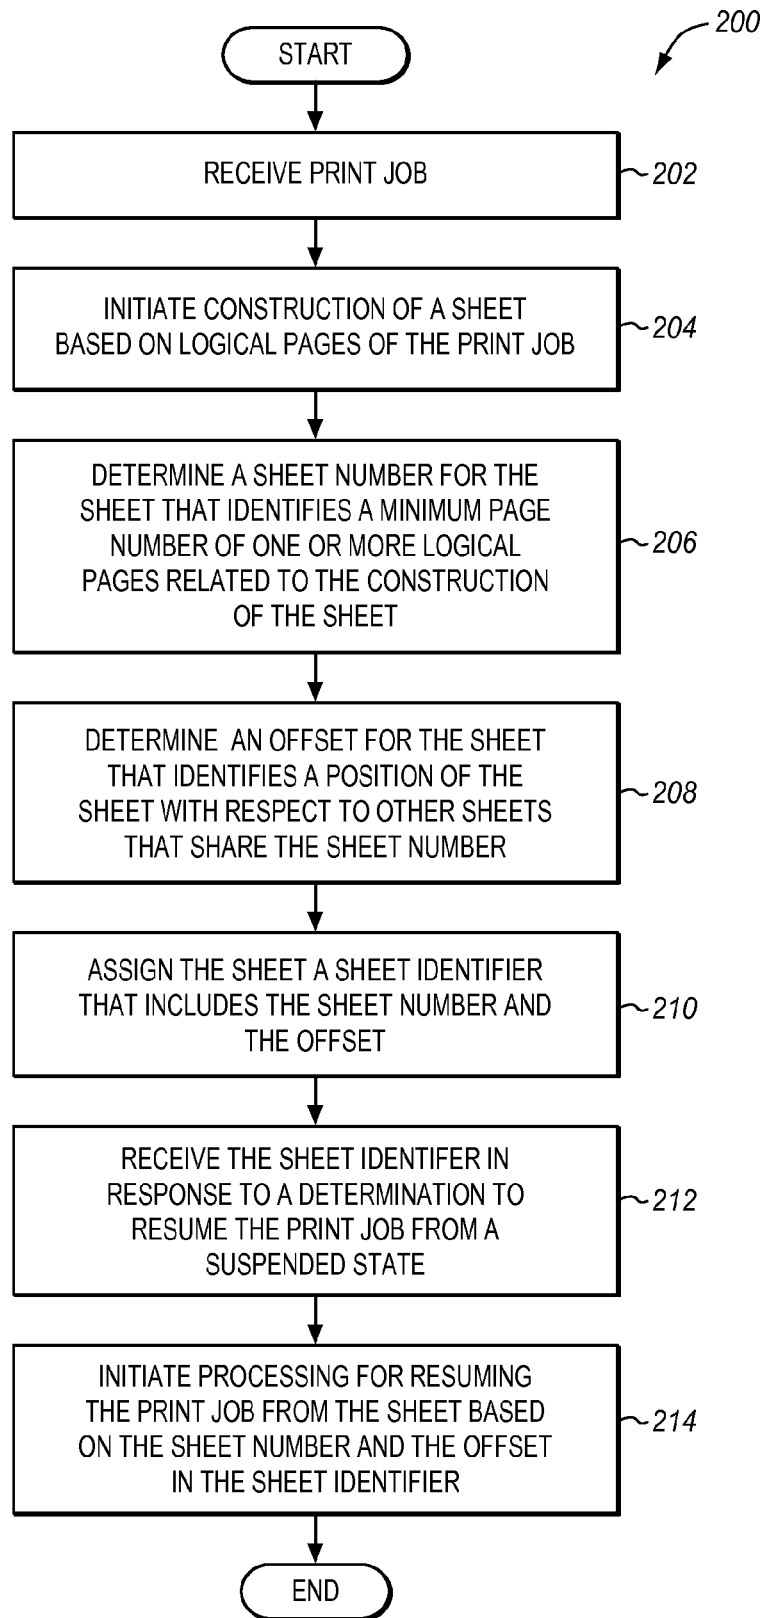 200
START
RECEIVE PRINT JOB
202
INITIATE CONSTRUCTION OF A SHEET
BASED ON LOGICAL PAGES OF THE PRINT JOB
204
DETERMINE A SHEET NUMBER FOR THE
SHEET THAT IDENTIFIES A MINIMUM PAGE
NUMBER OF ONE OR MORE LOGICAL
PAGES RELATED TO THE CONSTRUCTION
OF THE SHEET
206
DETERMINE AN OFFSET FOR THE SHEET
THAT IDENTIFIES A POSITION OF THE
SHEET WITH RESPECT TO OTHER SHEETS
THAT SHARE THE SHEET NUMBER
208
ASSIGN THE SHEET A SHEET IDENTIFIER
THAT INCLUDES THE SHEET NUMBER AND
THE OFFSET
210
RECEIVE THE SHEET IDENTIFER IN
RESPONSE TO A DETERMINATION TO
RESUME THE PRINT JOB FROM A
SUSPENDED STATE
212
INITIATE PROCESSING FOR RESUMING
THE PRINT JOB FROM THE SHEET BASED
ON THE SHEET NUMBER AND THE OFFSET
IN THE SHEET IDENTIFIER
214
END